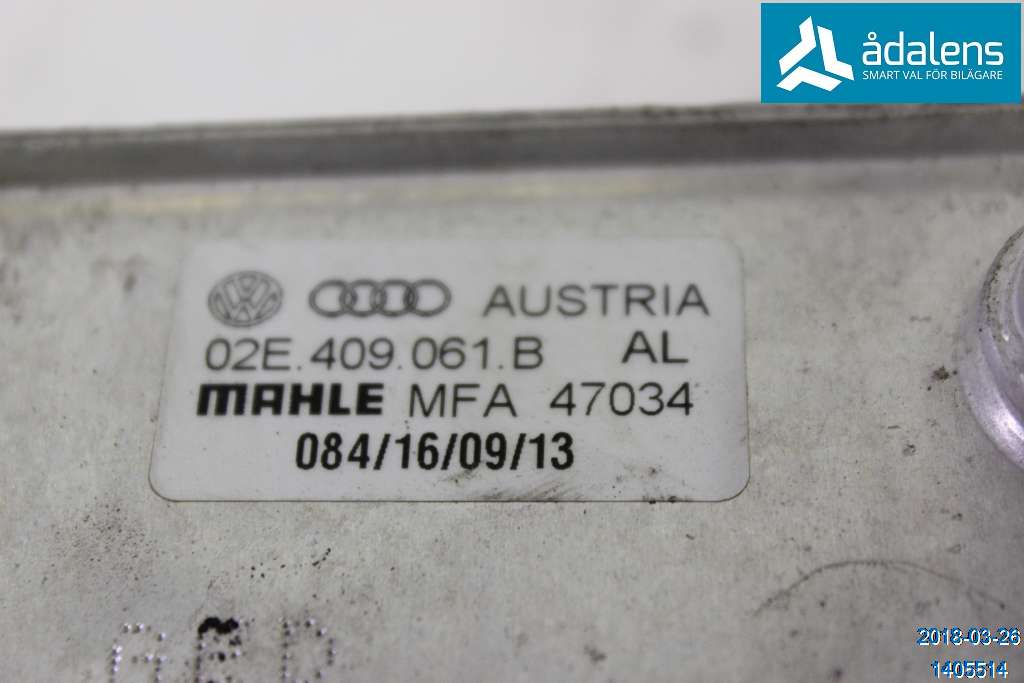 ådalens
SMART VAL FÖR BILÄGARE
AUSTRIA
02E.409.061.B AL
MAHLE MFA 47034
084/16/09/13
2018-03-26
1405514